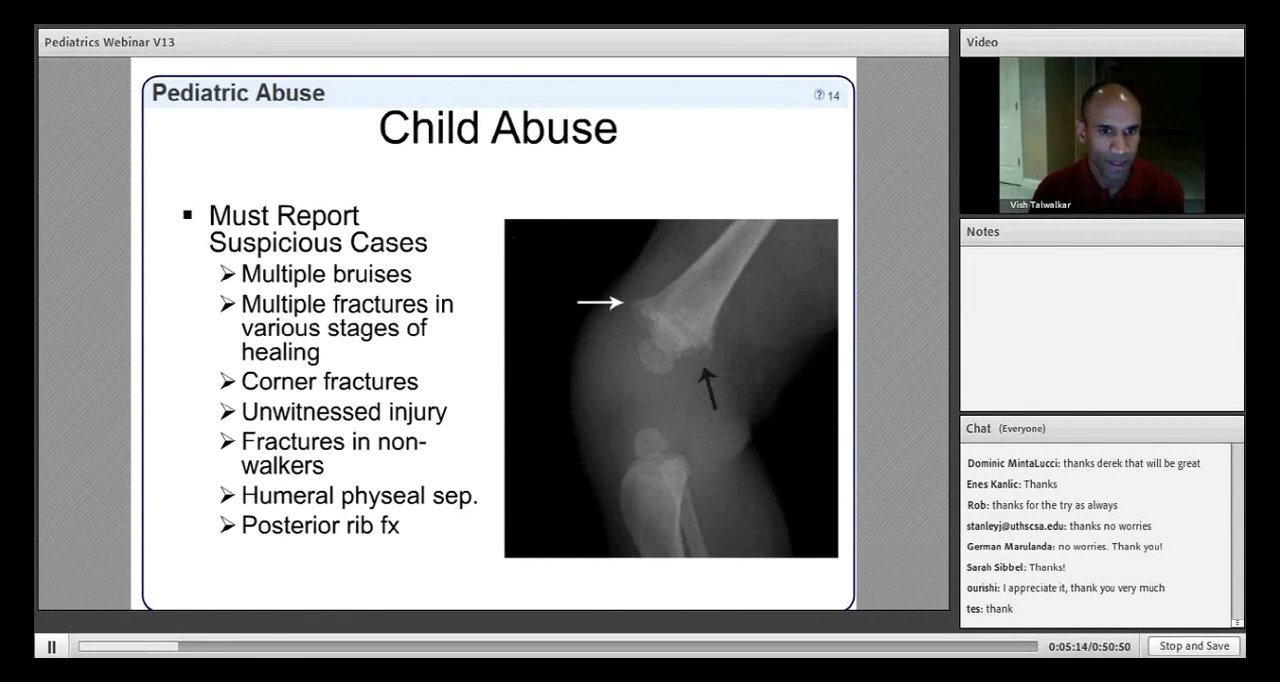 Pediatrics Webinar V13
Pediatric Abuse
14
Child Abuse
Must Report
Suspicious Cases
Multiple bruises
Multiple fractures in
various stages of
healing
Corner fractures
Unwitnessed injury
Fractures in non-
walkers
Humeral physeal sep.
Posterior rib fx
Video
Vish Talwalkar
Notes
Chat (Everyone)
Dominic MintaLucci: thanks derek that will be great
Enes Kanlic: Thanks
Rob: thanks for the try as always
stanleyj@uthscsa.edu: thanks no worries
German Marulanda: no worries. Thank you!
Sarah Sibbel: Thanks!
ourishi: I appreciate it, thank you very much
tes: thank
0:05:14/0:50:50
Stop and Save